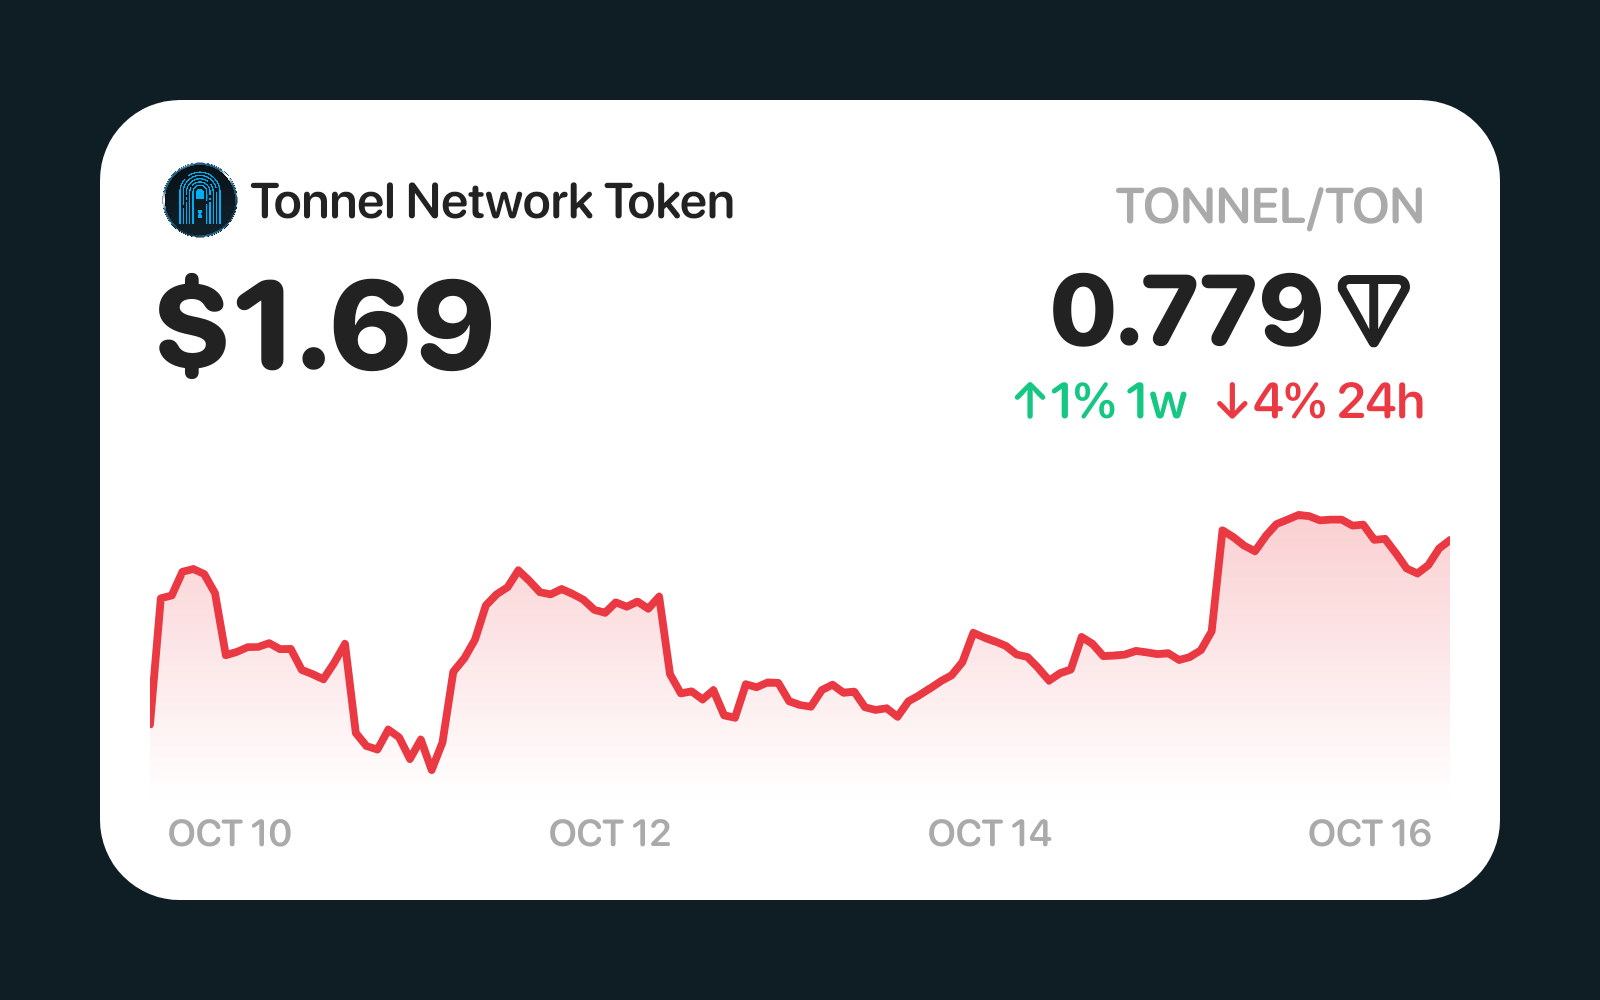 Tonnel Network Token
TONNEL/TON
$1.69
0.779
↑1% 1w ↓4% 24h
OCT 10 OCT 12 OCT 14 OCT 16